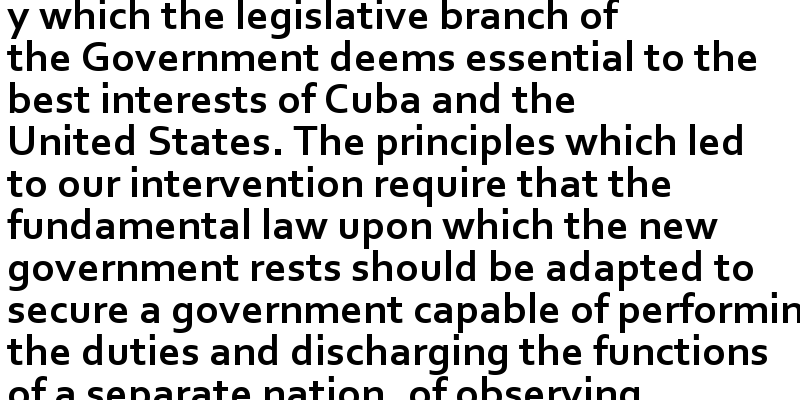 y which the legislative branch of
the Government deems essential to the
best interests of Cuba and the
United States. The principles which led
to our intervention require that the
fundamental law upon which the new
government rests should be adapted to
secure a government capable of performin
the duties and discharging the functions
of a separate nation, of observing